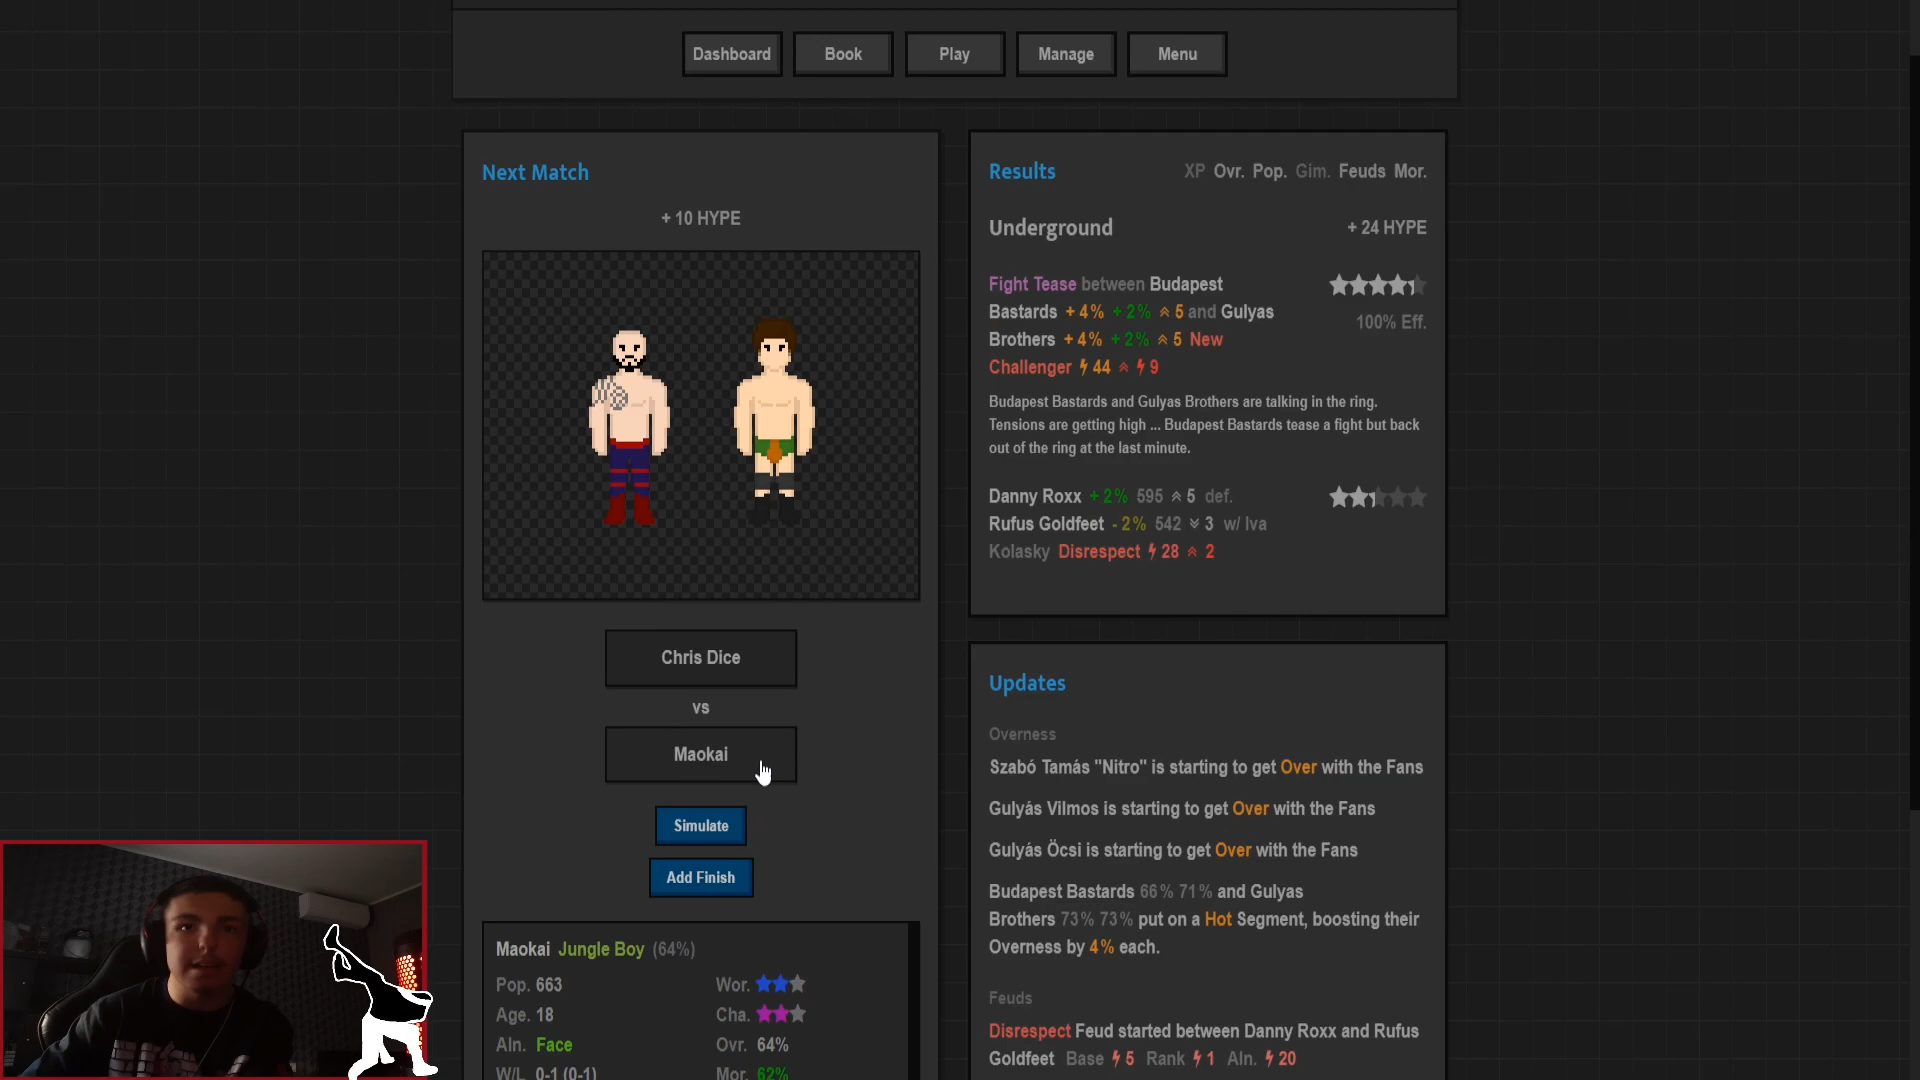 Dashboard
Book
Play
Manage
Menu
Next Match
+ 10 HYPE
Chris Dice
vs
Maokai
Simulate
Add Finish
Maokai Jungle Boy (64%)
Pop. 663
Wor.
Age. 18
Cha.
Aln. Face
Ovr. 64%
W/L 0-1 (0-1)
Mor. 62%
Results
XP Ovr. Pop. Gim. Feuds Mor.
Underground
+ 24 HYPE
Fight Tease between Budapest
Bastards + 4% + 2% 5 and Gulyas
Brothers + 4% + 2% 5 New
Challenger 44 9
100% Eff.
Budapest Bastards and Gulyas Brothers are talking in the ring.
Tensions are getting high ... Budapest Bastards tease a fight but back
out of the ring at the last minute.
Danny Roxx + 2% 595 5 def.
Rufus Goldfeet - 2% 542 3 w/ Iva
Kolasky Disrespect 28 2
Updates
Overness
Szabó Tamás "Nitro" is starting to get Over with the Fans
Gulyás Vilmos is starting to get Over with the Fans
Gulyás Öcsi is starting to get Over with the Fans
Budapest Bastards 66% 71% and Gulyas
Brothers 73% 73% put on a Hot Segment, boosting their
Overness by 4% each.
Feuds
Disrespect Feud started between Danny Roxx and Rufus
Goldfeet Base 5 Rank 1 Aln. 20